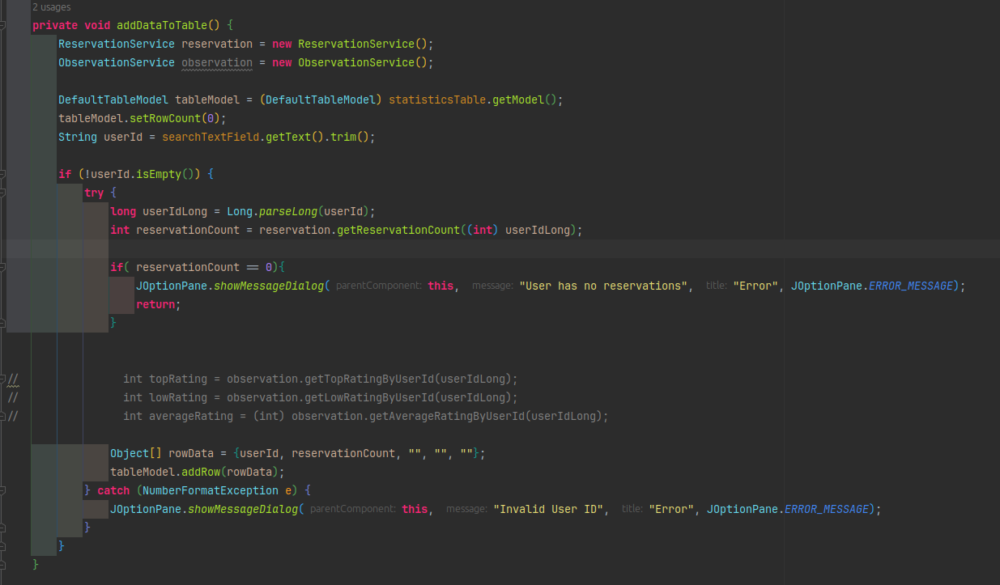 2 usages
private void addDataToTable() {
ReservationService reservation = new ReservationService();
ObservationService observation = new ObservationService();
DefaultTableModel tableModel = (DefaultTableModel) statisticsTable.getModel();
tableModel.setRowCount(0);
String userId = searchTextField.getText().trim();
if (!userId.isEmpty()) {
try {
long userIdLong = Long.parseLong(userId);
int reservationCount = reservation.getReservationCount((int) userIdLong);
if( reservationCount == 0){
JOptionPane.showMessageDialog( parentComponent: this, message: "User has no reservations", title: "Error", JOptionPane.ERROR_MESSAGE);
return;
}
// int topRating = observation.getTopRatingByUserId(userIdLong);
// int lowRating = observation.getLowRatingByUserId(userIdLong);
// int averageRating = (int) observation.getAverageRatingByUserId(userIdLong);
Object[] rowData = {userId, reservationCount, "", "", ""};
tableModel.addRow(rowData);
} catch (NumberFormatException e) {
JOptionPane.showMessageDialog( parentComponent: this, message: "Invalid User ID", title: "Error", JOptionPane.ERROR_MESSAGE);
}
}
}